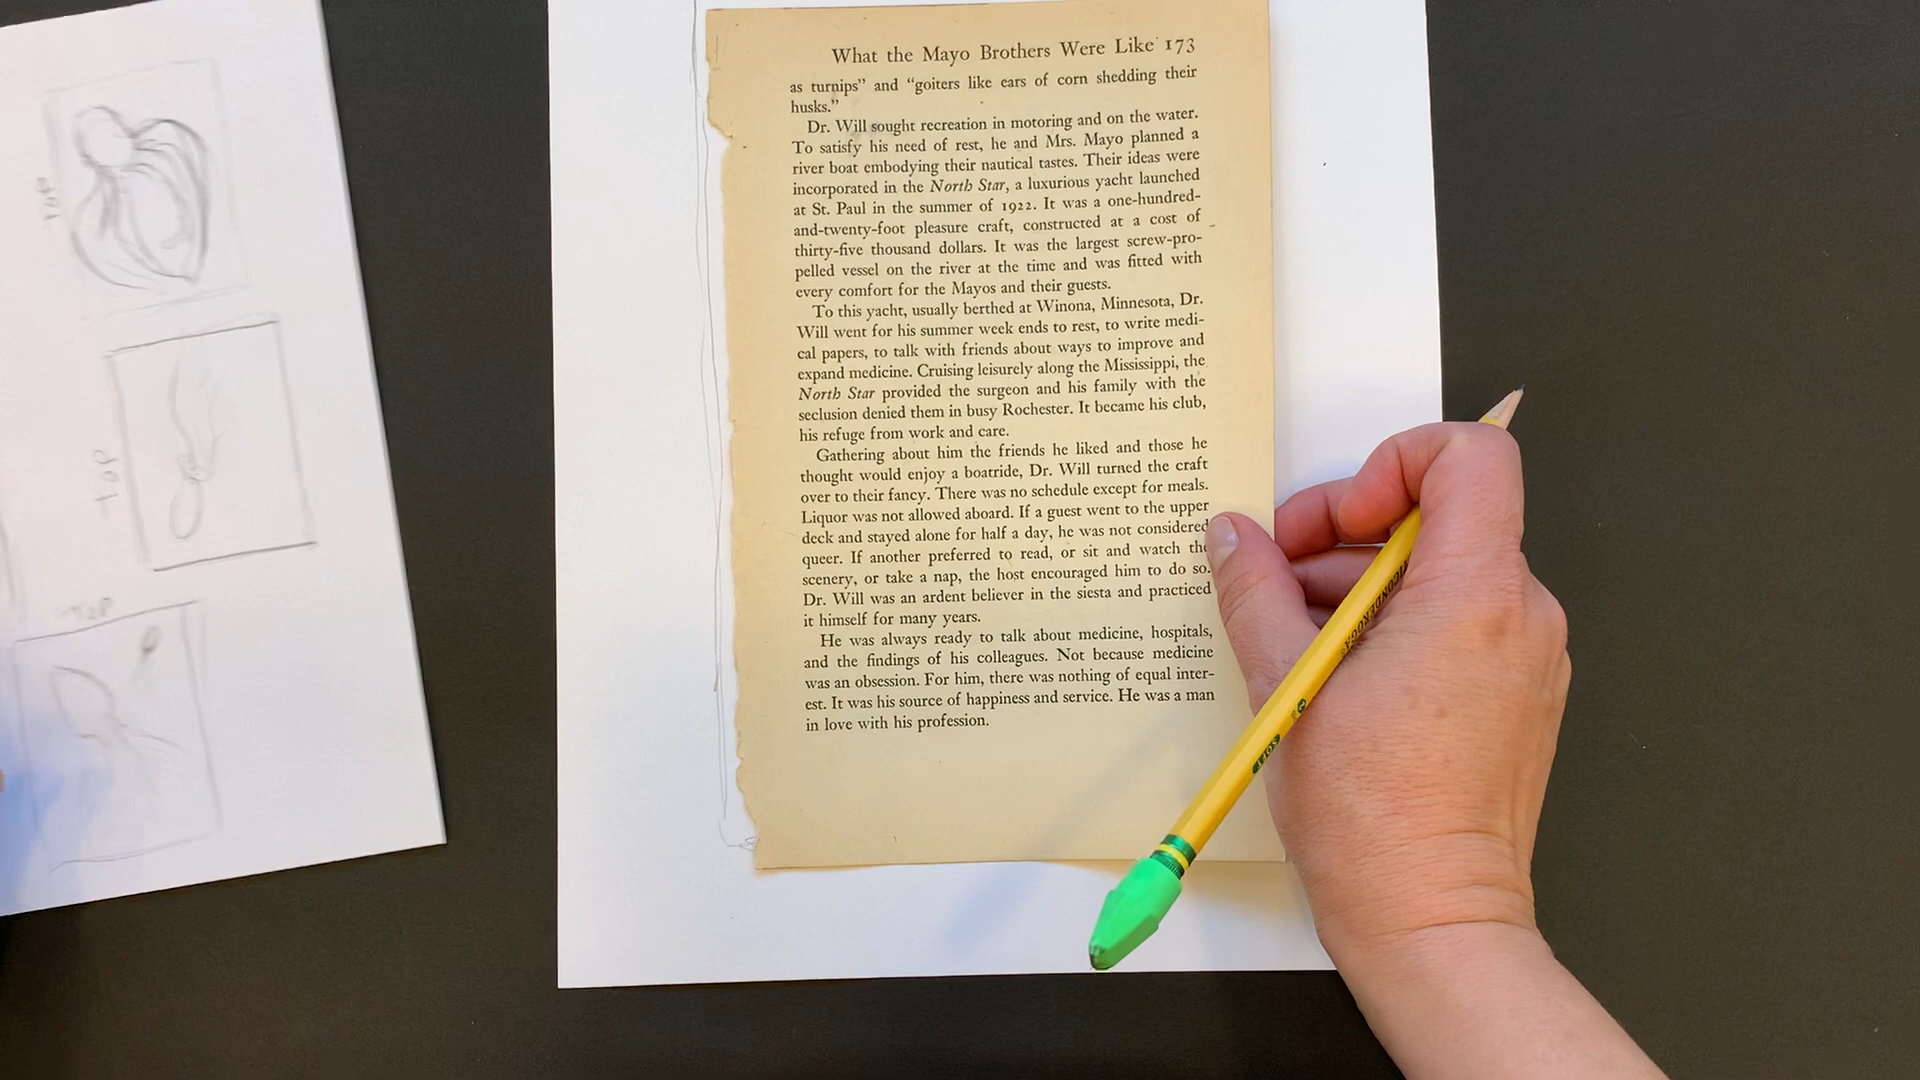 What the Mayo Brothers Were Like 173
as turnips” and “goiters like ears of corn shedding their
husks.”
Dr. Will sought recreation in motoring and on the water.
To satisfy his need of rest, he and Mrs. Mayo planned a
river boat embodying their nautical tastes. Their ideas were
incorporated in the North Star, a luxurious yacht launched
at St. Paul in the summer of 1922. It was a one-hundred-
and-twenty-foot pleasure craft, constructed at a cost of
thirty-five thousand dollars. It was the largest screw-pro-
pelled vessel on the river at the time and was fitted with
every comfort for the Mayos and their guests.
To this yacht, usually berthed at Winona, Minnesota, Dr.
Will went for his summer week ends to rest, to write medi-
cal papers, to talk with friends about ways to improve and
expand medicine. Cruising leisurely along the Mississippi, the
North Star provided the surgeon and his family with the
seclusion denied them in busy Rochester. It became his club,
his refuge from work and care.
Gathering about him the friends he liked and those he
thought would enjoy a boatride, Dr. Will turned the craft
over to their fancy. There was no schedule except for meals.
Liquor was not allowed aboard. If a guest went to the upper
deck and stayed alone for half a day, he was not considered
queer. If another preferred to read, or sit and watch the
scenery, or take a nap, the host encouraged him to do so.
Dr. Will was an ardent believer in the siesta and practiced
it himself for many years.
He was always ready to talk about medicine, hospitals,
and the findings of his colleagues. Not because medicine
was an obsession. For him, there was nothing of equal inter-
est. It was his source of happiness and service. He was a man
in love with his profession.
TOP
TOP
TOP